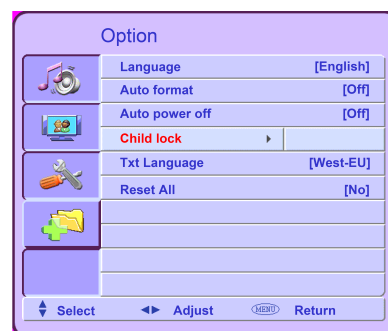 Option
Language [English]
Auto format [Off]
Auto power off [Off]
Child lock
Txt Language [West-EU]
Reset All [No]
Select Adjust MENU Return